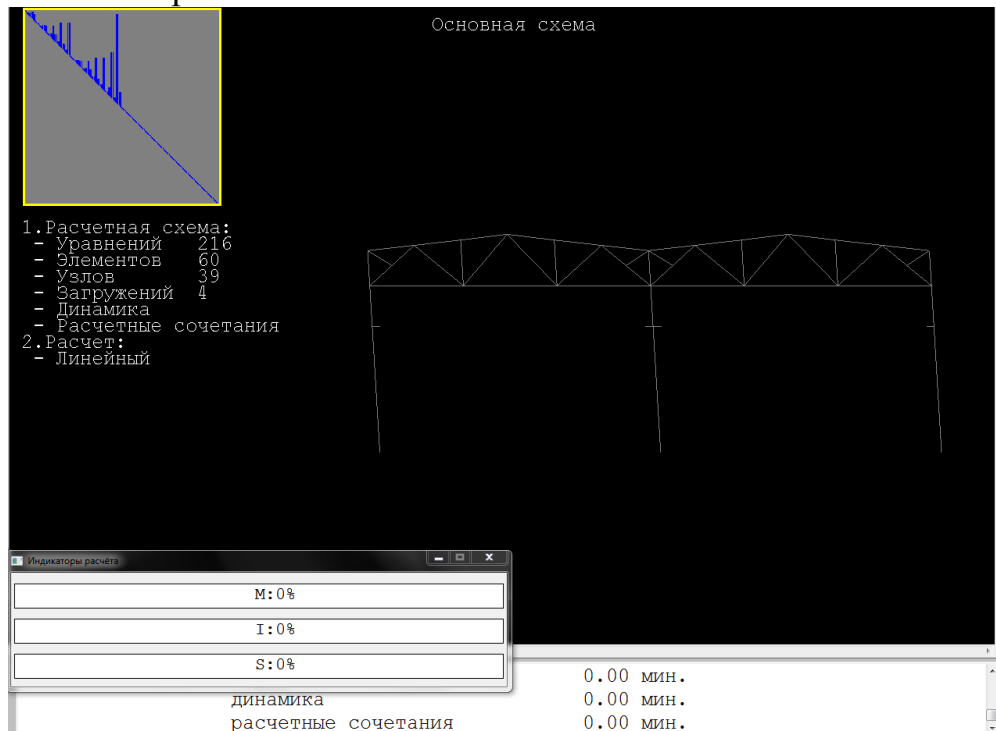 Основная схема
1.Расчетная схема:
- Уравнений 216
- Элементов 60
- Узлов 39
- Загружений 4
- Динамика
- Расчетные сочетания
2.Расчет:
- Линейный
Индикаторы расчёта
M:0%
I:0%
S:0%
0.00 мин.
динамика 0.00 мин.
расчетные сочетания 0.00 мин.